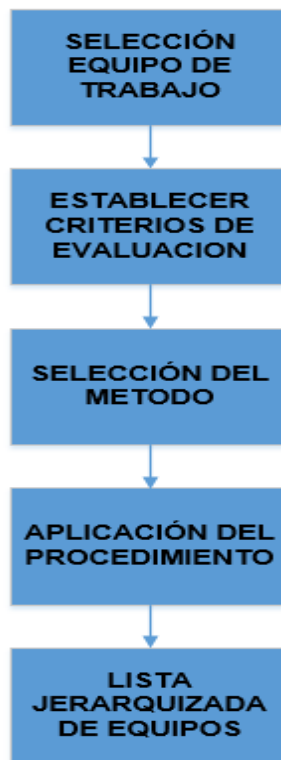 SELECCIÓN
EQUIPO DE
TRABAJO
ESTABLECER
CRITERIOS DE
EVALUACION
SELECCIÓN DEL
METODO
APLICACIÓN DEL
PROCEDIMIENTO
LISTA
JERARQUIZADA
DE EQUIPOS